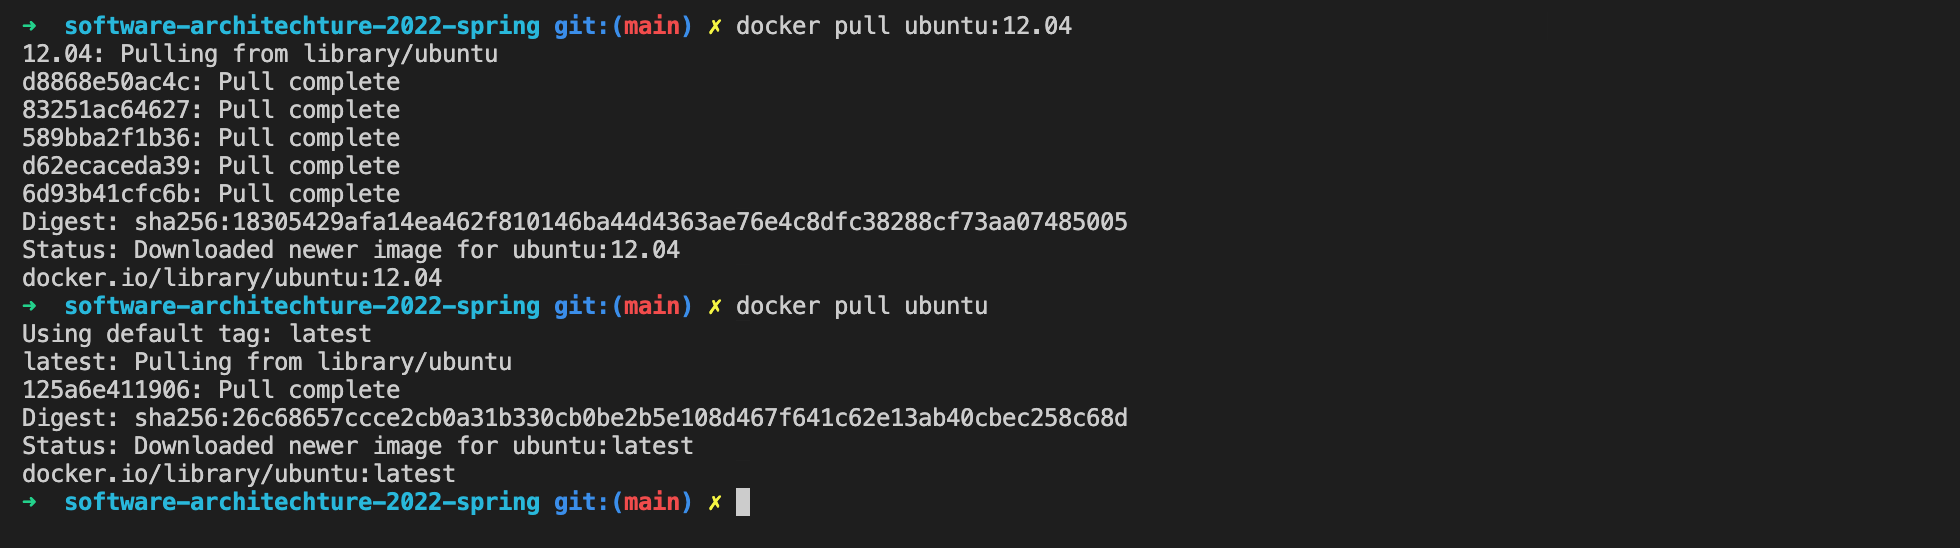 ➜  software-architechture-2022-spring git:(main) ✗ docker pull ubuntu:12.04
12.04: Pulling from library/ubuntu
d8868e50ac4c: Pull complete
83251ac64627: Pull complete
589bba2f1b36: Pull complete
d62ecaceda39: Pull complete
6d93b41cfc6b: Pull complete
Digest: sha256:18305429afa14ea462f810146ba44d4363ae76e4c8dfc38288cf73aa07485005
Status: Downloaded newer image for ubuntu:12.04
docker.io/library/ubuntu:12.04
➜  software-architechture-2022-spring git:(main) ✗ docker pull ubuntu
Using default tag: latest
latest: Pulling from library/ubuntu
125a6e411906: Pull complete
Digest: sha256:26c68657ccce2cb0a31b330cb0be2b5e108d467f641c62e13ab40cbec258c68d
Status: Downloaded newer image for ubuntu:latest
docker.io/library/ubuntu:latest
➜  software-architechture-2022-spring git:(main) ✗